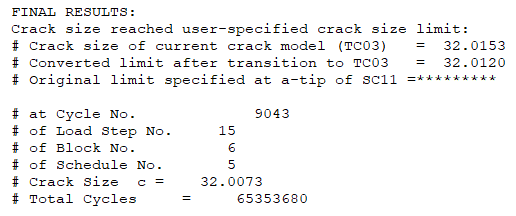 FINAL RESULTS:
Crack size reached user-specified crack size limit:
# Crack size of current crack model (TC03)   =  32.0153
# Converted limit after transition to TC03   =  32.0120
# Original limit specified at a-tip of SC11 =*********
# at Cycle No.              9043
# of Load Step No.      15
# of Block No.           6
# of Schedule No.        5
# Crack Size  c =    32.0073
# Total Cycles     =      65353680